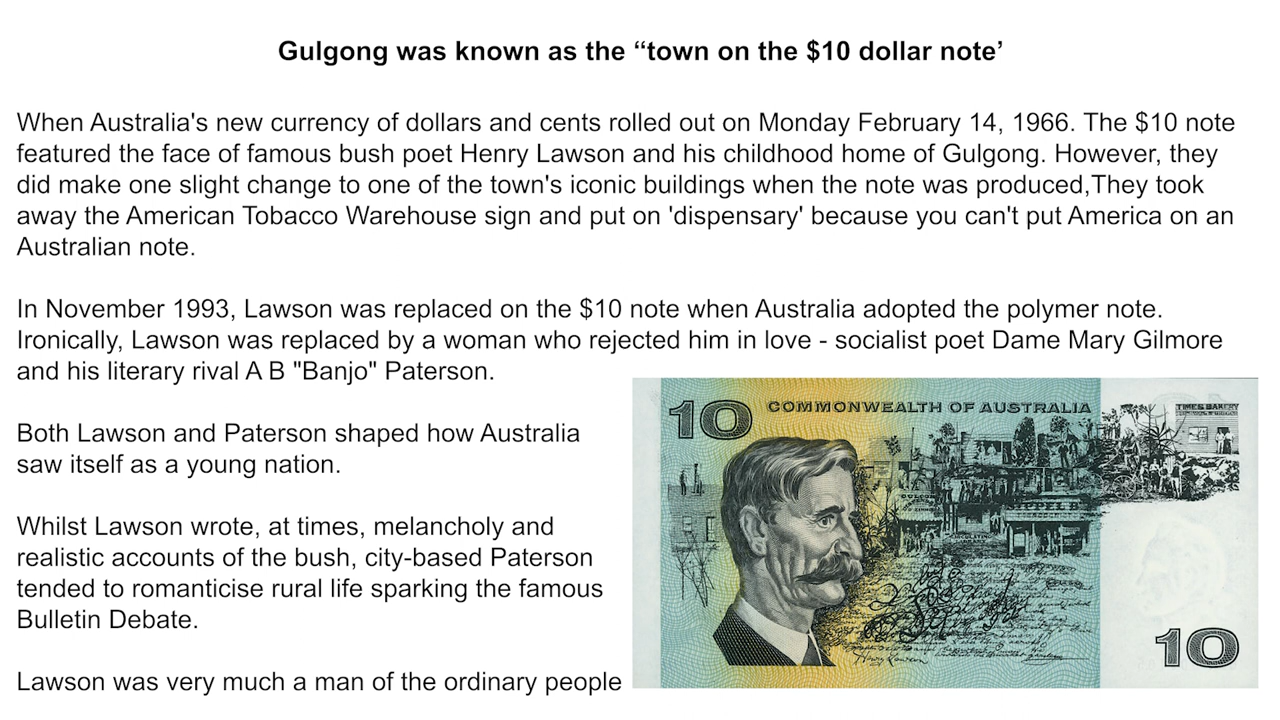 Gulgong was known as the “town on the $10 dollar note’
When Australia's new currency of dollars and cents rolled out on Monday February 14, 1966. The $10 note
featured the face of famous bush poet Henry Lawson and his childhood home of Gulgong. However, they
did make one slight change to one of the town's iconic buildings when the note was produced,They took
away the American Tobacco Warehouse sign and put on 'dispensary' because you can't put America on an
Australian note.
In November 1993, Lawson was replaced on the $10 note when Australia adopted the polymer note.
Ironically, Lawson was replaced by a woman who rejected him in love - socialist poet Dame Mary Gilmore
and his literary rival A B "Banjo" Paterson.
Both Lawson and Paterson shaped how Australia
saw itself as a young nation.
Whilst Lawson wrote, at times, melancholy and
realistic accounts of the bush, city-based Paterson
tended to romanticise rural life sparking the famous
Bulletin Debate.
Lawson was very much a man of the ordinary people
10 COMMONWEALTH OF AUSTRALIA
TIMES BAKERY
Henry Lawson
10